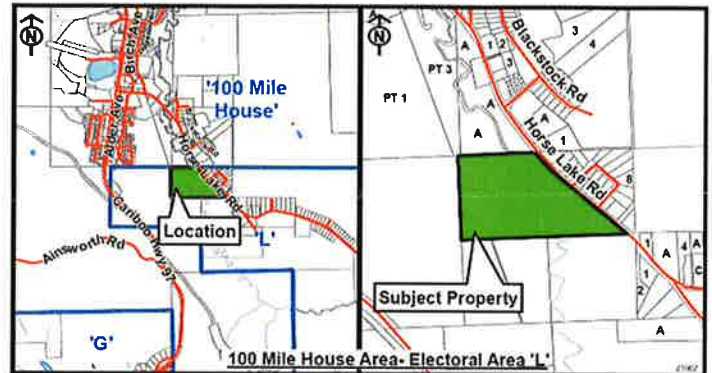 N
Birch Ave
Alder Ave
'100 Mile
House'
Horse Lake Rd
Location
'L'
Cariboo Hwy 97
Ainsworth Rd
'G'
N
A
1
2
3
3
4
Blackstock Rd
PT 3
PT 1
A
A
1
Horse Lake Rd
8
Subject Property
1
A
4
A
1
C
2
A
100 Mile House Area- Electoral Area 'L'